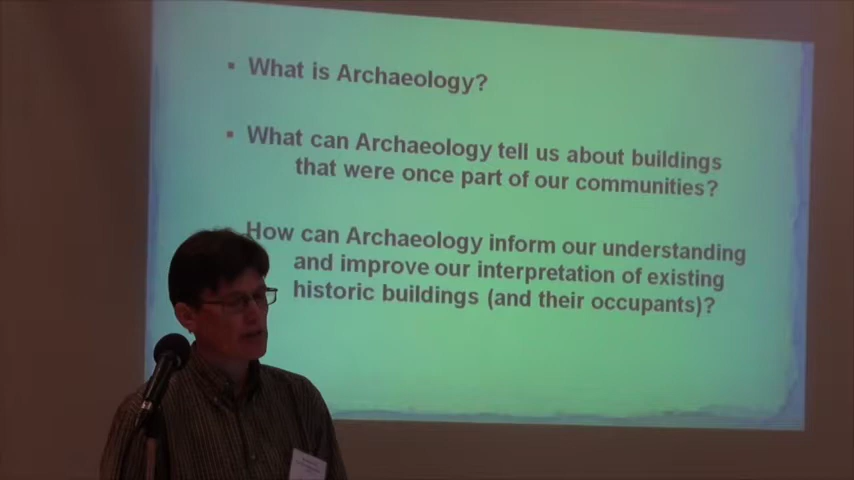 ▪ What is Archaeology?
▪ What can Archaeology tell us about buildings
that were once part of our communities?
How can Archaeology inform our understanding
and improve our interpretation of existing
historic buildings (and their occupants)?